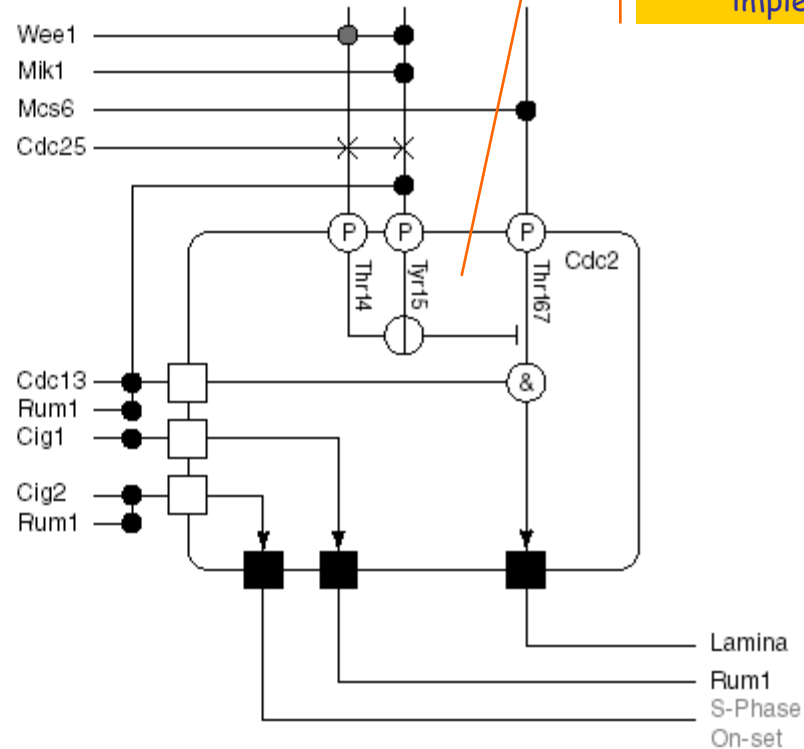 Wee1
Mik1
Mcs6
Cdc25
P P P
Cdc2
Thr14
Tyr15
Thr167
Cdc13
&
Rum1
Cig1
Cig2
Rum1
Lamina
Rum1
S-Phase
On-set